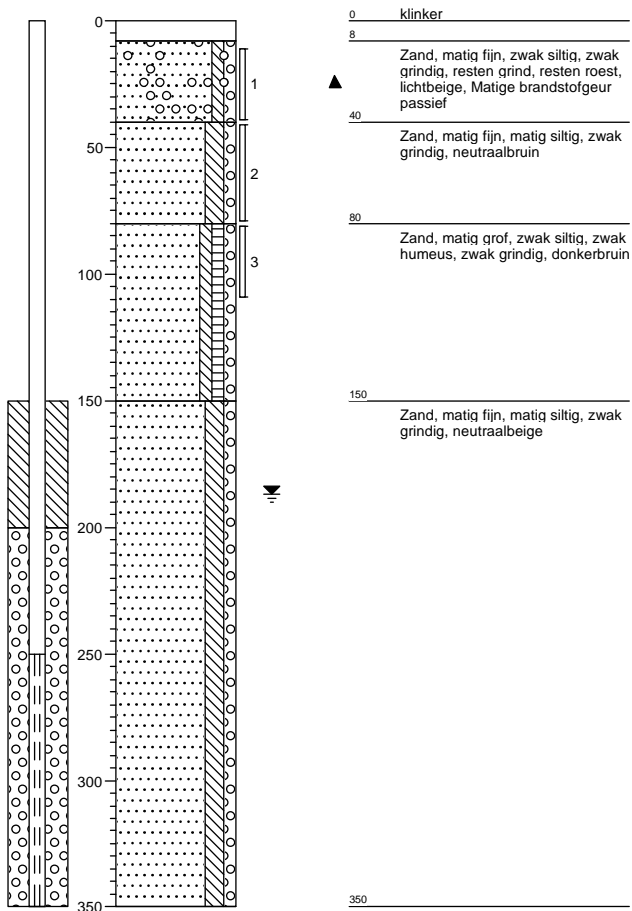 0
50
100
150
200
250
300
350
1
2
3
0 klinker
8
Zand, matig fijn, zwak siltig, zwak
grindig, resten grind, resten roest,
lichtbeige, Matige brandstofgeur
passief
40
Zand, matig fijn, matig siltig, zwak
grindig, neutraalbruin
80
Zand, matig grof, zwak siltig, zwak
humeus, zwak grindig, donkerbruin
150
Zand, matig fijn, matig siltig, zwak
grindig, neutraalbeige
350